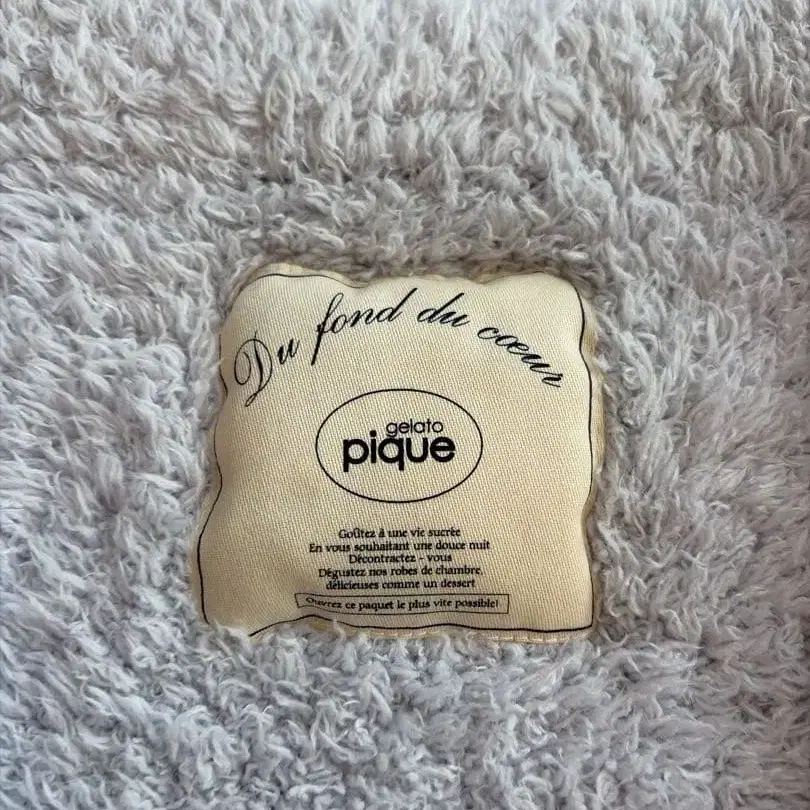 Du fond du cœur
gelato
pique
Goûtez à une vie sucrée
En vous souhaitant une douce nuit
Décontractez - vous
Dégustez nos robes de chambre,
délicieuses comme un dessert
Ouvrez ce paquet le plus vite possible!